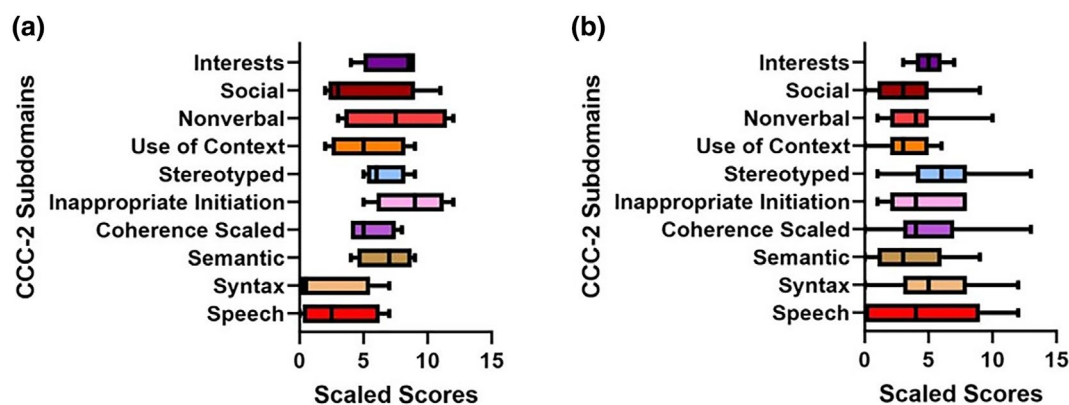 (a)
CCC-2 Subdomains
Interests
Social
Nonverbal
Use of Context
Stereotyped
Inappropriate Initiation
Coherence Scaled
Semantic
Syntax
Speech
0 5 10 15
Scaled Scores
(b)
CCC-2 Subdomains
Interests
Social
Nonverbal
Use of Context
Stereotyped
Inappropriate Initiation
Coherence Scaled
Semantic
Syntax
Speech
0 5 10 15
Scaled Scores